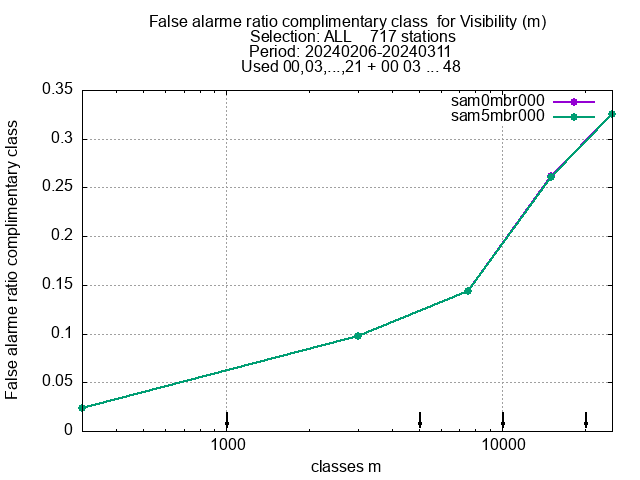 False alarme ratio complimentary class  for Visibility (m)
Selection: ALL    717 stations
Period: 20240206-20240311
Used 00,03,...,21 + 00 03 ... 48
sam0mbr000
sam5mbr000
False alarme ratio complimentary class
0.35
0.3
0.25
0.2
0.15
0.1
0.05
0
1000
10000
classes m